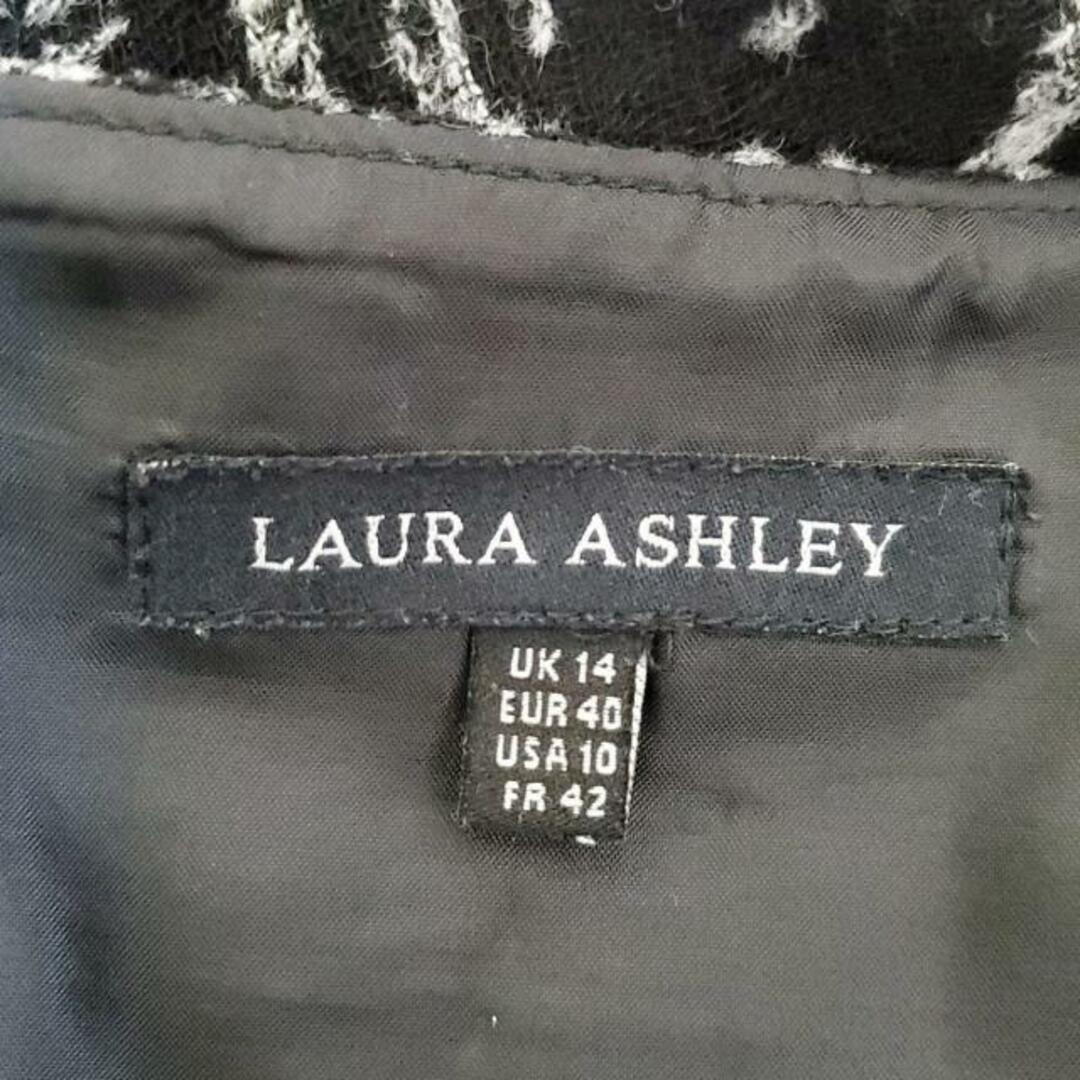 LAURA ASHLEY
UK 14
EUR 40
USA 10
FR 42